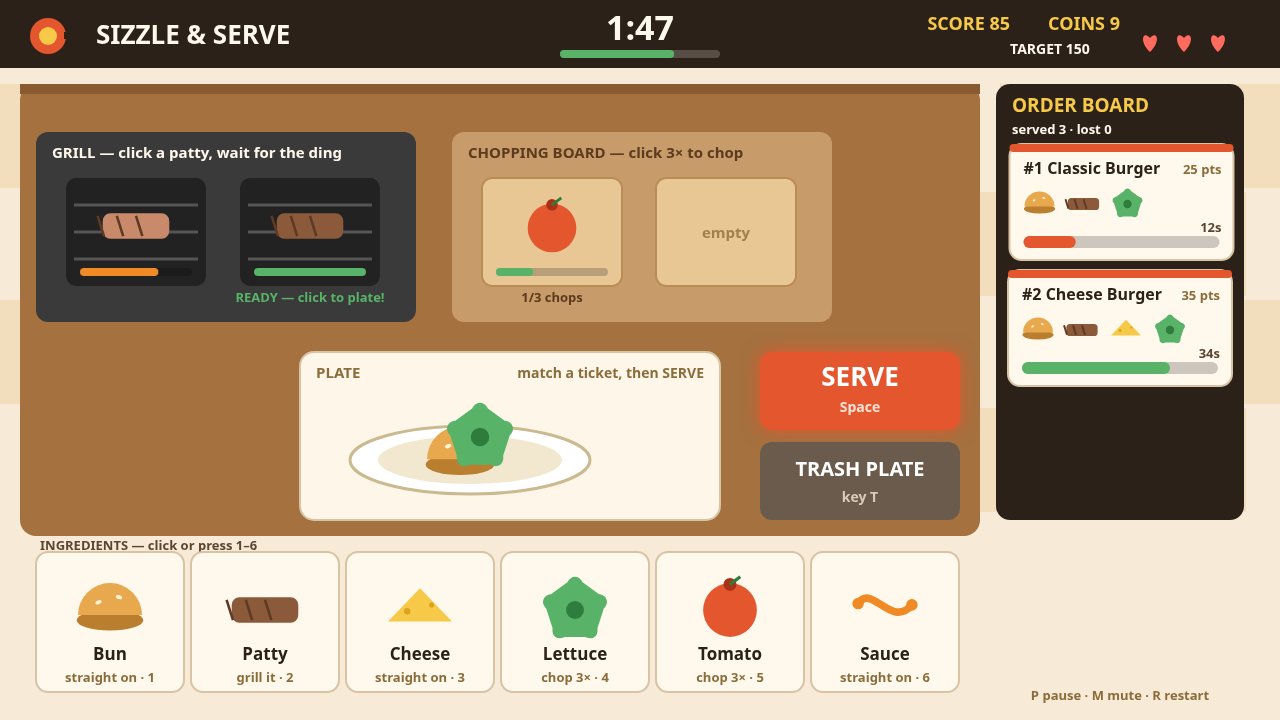 SIZZLE & SERVE
1:47
SCORE 85 COINS 9
TARGET 150
GRILL — click a patty, wait for the ding
READY — click to plate!
CHOPPING BOARD — click 3× to chop
empty
1/3 chops
ORDER BOARD
served 3 · lost 0
#1 Classic Burger 25 pts
12s
#2 Cheese Burger 35 pts
34s
PLATE match a ticket, then SERVE
SERVE
Space
TRASH PLATE
key T
INGREDIENTS — click or press 1–6
Bun
straight on · 1
Patty
grill it · 2
Cheese
straight on · 3
Lettuce
chop 3× · 4
Tomato
chop 3× · 5
Sauce
straight on · 6
P pause · M mute · R restart